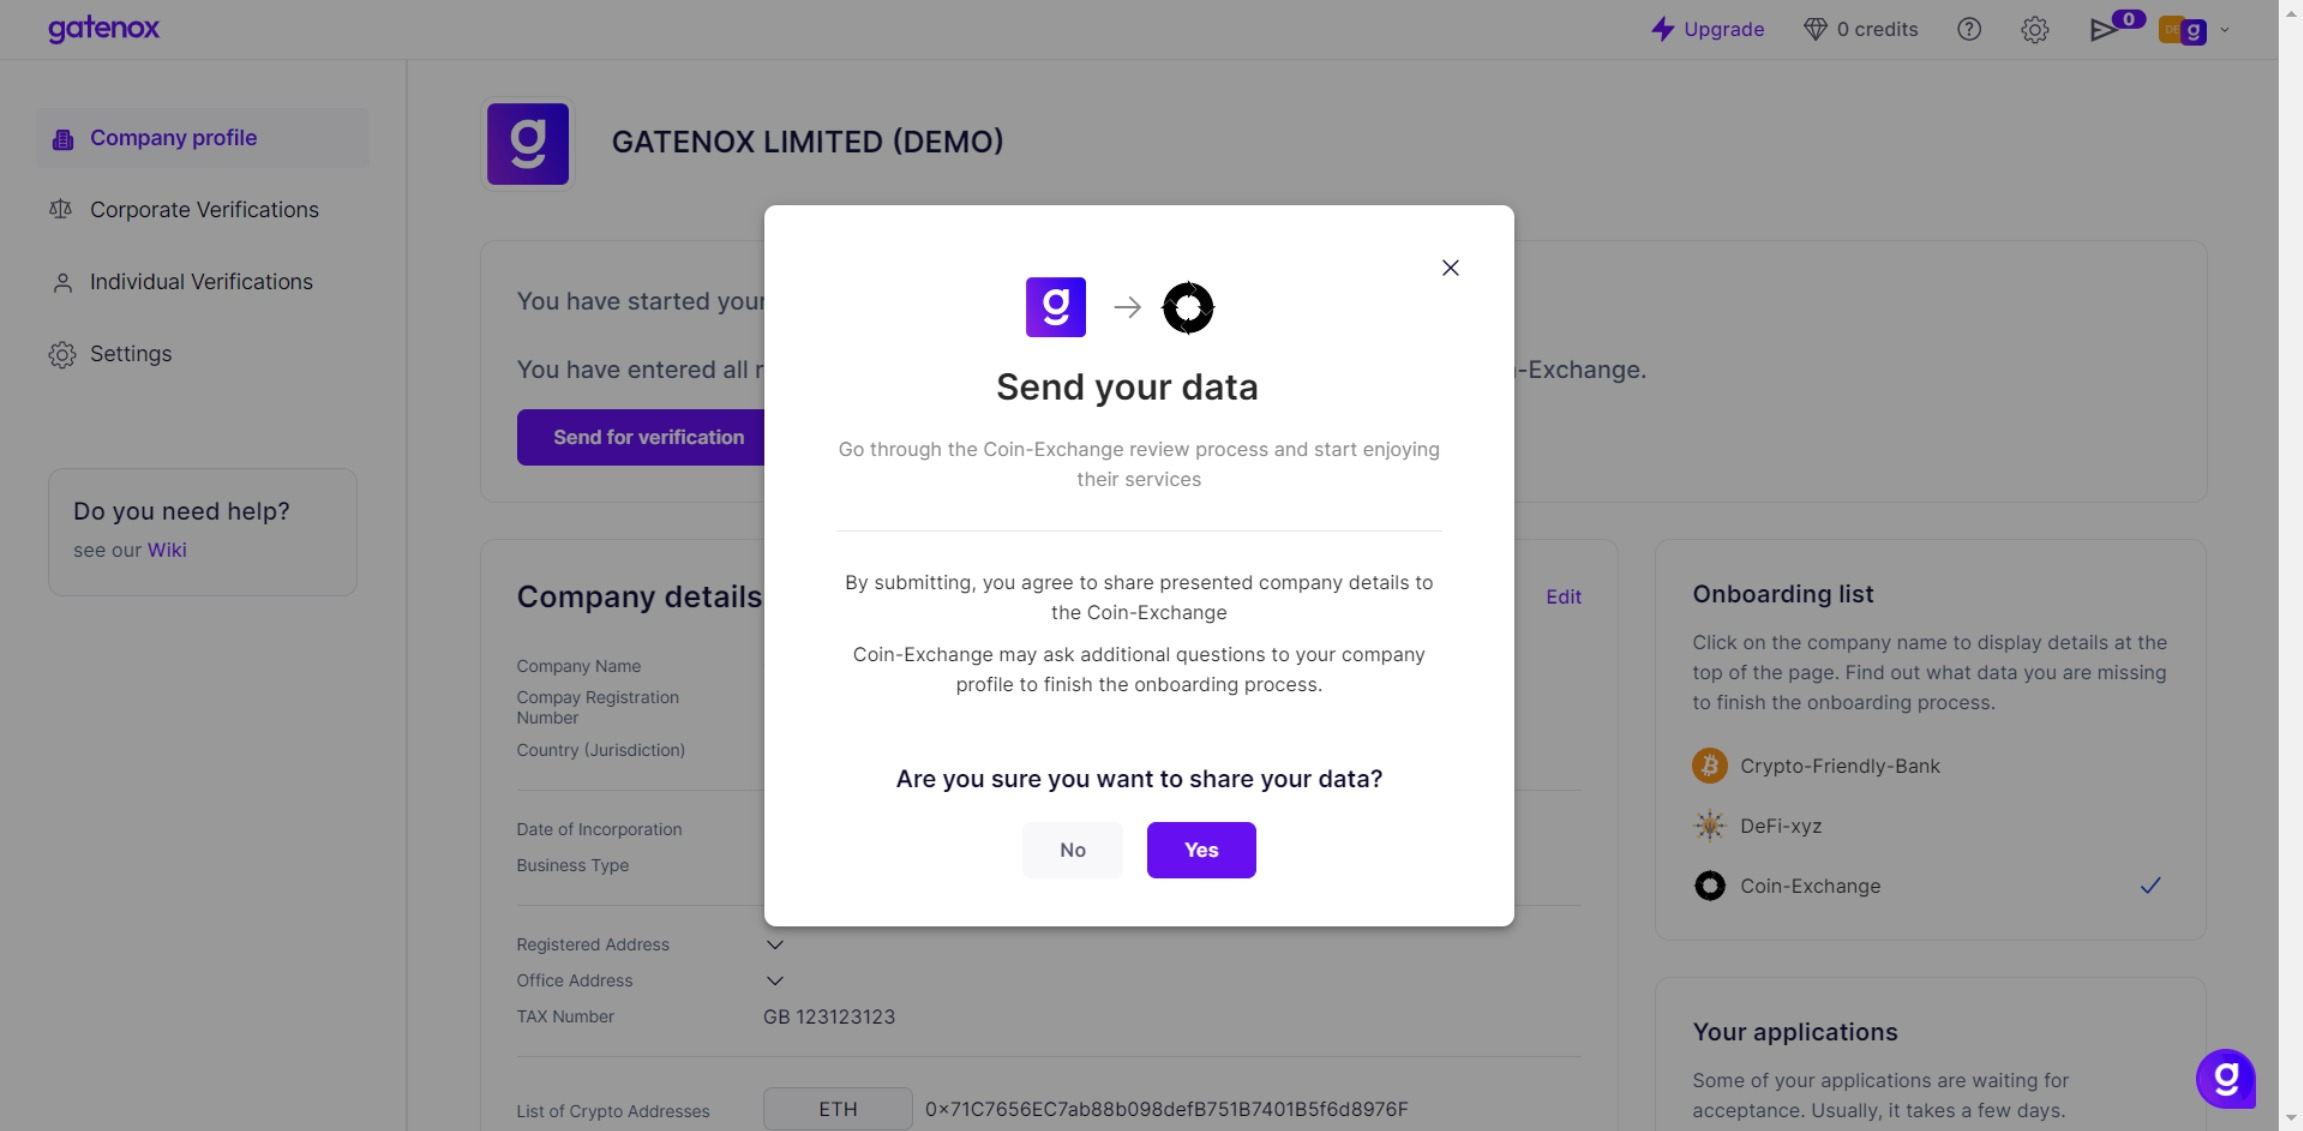 gatenox
Upgrade
0 credits
0
DE
g
Company profile
Corporate Verifications
Individual Verifications
Settings
Do you need help?
see our Wiki
g
GATENOX LIMITED (DEMO)
You have started your
You have entered all
-Exchange.
Send for verification
g
Send your data
Go through the Coin-Exchange review process and start enjoying
their services
By submitting, you agree to share presented company details to
the Coin-Exchange
Coin-Exchange may ask additional questions to your company
profile to finish the onboarding process.
Are you sure you want to share your data?
No
Yes
Company details
Edit
Company Name
Compay Registration
Number
Country (Jurisdiction)
Date of Incorporation
Business Type
Registered Address
Office Address
TAX Number
GB 123123123
List of Crypto Addresses
ETH
0x71C7656EC7ab88b098defB751B7401B5f6d8976F
Onboarding list
Click on the company name to display details at the
top of the page. Find out what data you are missing
to finish the onboarding process.
Crypto-Friendly-Bank
DeFi-xyz
Coin-Exchange
Your applications
Some of your applications are waiting for
acceptance. Usually, it takes a few days.
g